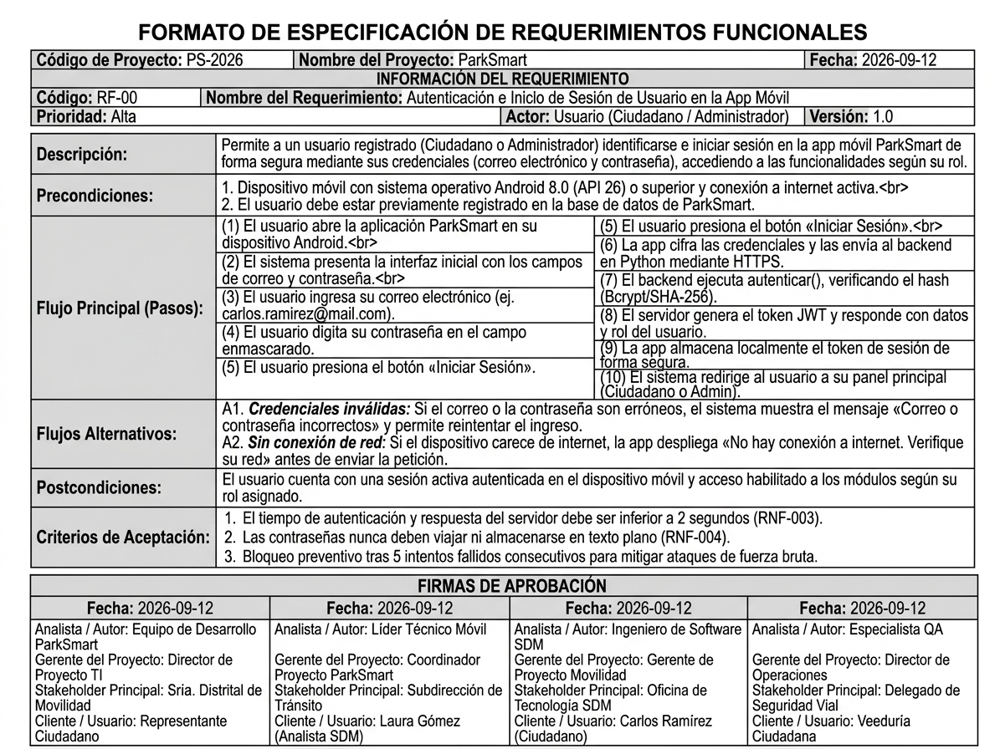 FORMATO DE ESPECIFICACIÓN DE REQUERIMIENTOS FUNCIONALES
Código de Proyecto: PS-2026 Nombre del Proyecto: ParkSmart Fecha: 2026-09-12
INFORMACIÓN DEL REQUERIMIENTO
Código: RF-00 Nombre del Requerimiento: Autenticación e Iniclo de Sesión de Usuario en la App Móvil
Prioridad: Alta Actor: Usuario (Ciudadano / Administrador) Versión: 1.0
Descripción:
Permite a un usuario registrado (Ciudadano o Administrador) identificarse e iniciar sesión en la app móvil ParkSmart de
forma segura mediante sus credenciales (correo electrónico y contraseña), accediendo a las funcionalidades según su rol.
Precondiciones:
1. Dispositivo móvil con sistema operativo Android 8.0 (API 26) o superior y conexión a internet activa.<br>
2. El usuario debe estar previamente registrado en la base de datos de ParkSmart.
Flujo Principal (Pasos):
(1) El usuario abre la aplicación ParkSmart en su
dispositivo Android.<br>
(2) El sistema presenta la interfaz inicial con los campos
de correo y contraseña.<br>
(3) El usuario ingresa su correo electrónico (ej.
carlos.ramirez@mail.com).
(4) El usuario digita su contraseña en el campo
enmascarado.
(5) El usuario presiona el botón «Iniciar Sesión».
(5) El usuario presiona el botón «Iniciar Sesión».<br>
(6) La app cifra las credenclales y las envía al backend
en Python mediante HTTPS.
(7) El backend ejecuta autenticar(), verificando el hash
(Bcrypt/SHA-256).
(8) El servidor genera el token JWT y responde con datos
y rol del usuario.
(9) La app almacena localmente el token de sesión de
forma segura.
(10) El sistema redirige al usuario a su panel principal
(Ciudadano o Admin).
Flujos Alternativos:
A1. Credenciales inválidas: Si el correo o la contraseña son erróneos, el sistema muestra el mensaje «Correo o
contraseña incorrectos» y permite reintentar el ingreso.
A2. Sin conexión de red: Si el dispositivo carece de internet, la app despliega «No hay conexión a internet. Verifique
su red» antes de enviar la petición.
Postcondiciones:
El usuario cuenta con una sesión activa autenticada en el dispositivo móvil y acceso habilitado a los módulos según su
rol asignado.
Criterios de Aceptación:
1. El tiempo de autenticación y respuesta del servidor debe ser inferior a 2 segundos (RNF-003).
2. Las contraseñas nunca deben viajar ni almacenarse en texto plano (RNF-004).
3. Bloqueo preventivo tras 5 intentos fallidos consecutivos para mitigar ataques de fuerza bruta.
FIRMAS DE APROBACIÓN
Fecha: 2026-09-12 Fecha: 2026-09-12 Fecha: 2026-09-12 Fecha: 2026-09-12
Analista / Autor: Equipo de Desarrollo
ParkSmart
Gerente del Proyecto: Director de
Proyecto TI
Stakeholder Principal: Sria. Distrital de
Movilidad
Cliente / Usuario: Representante
Ciudadano
Analista / Autor: Líder Técnico Móvil
Gerente del Proyecto: Coordinador
Proyecto ParkSmart
Stakeholder Principal: Subdirección de
Tránsito
Cliente / Usuario: Laura Gómez
(Analista SDM)
Analista / Autor: Ingeniero de Software
SDM
Gerente del Proyecto: Gerente de
Proyecto Movilidad
Stakeholder Principal: Oficina de
Tecnología SDM
Cliente / Usuario: Carlos Ramírez
(Ciudadano)
Analista / Autor: Especialista QA
Gerente del Proyecto: Director de
Operaciones
Stakeholder Principal: Delegado de
Seguridad Vial
Cliente / Usuario: Veeduría
Ciudadana